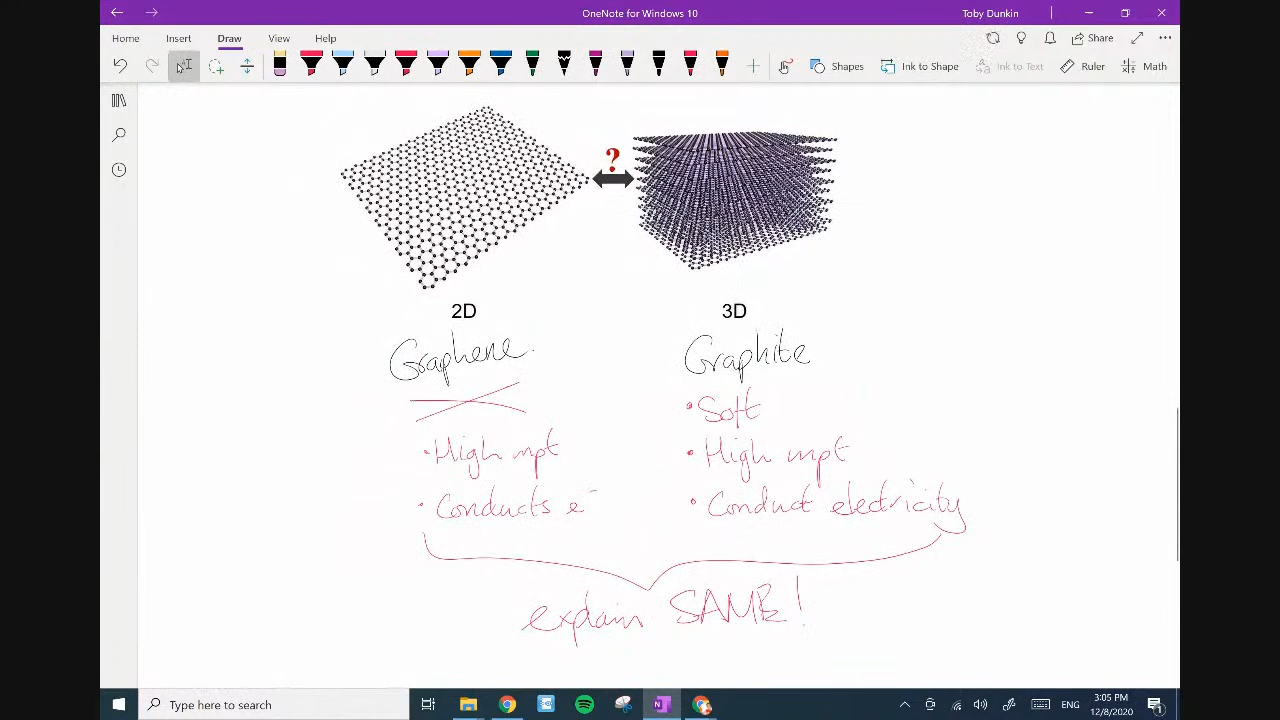 OneNote for Windows 10
Toby Dunkin
Home Insert Draw View Help
Share
Shapes Ink to Shape Ink to Text Ruler Math
?
2D 3D
Graphene. Graphite
• Soft
• High mpt • High mpt
• Conducts e⁻ • Conduct electricity
explain SAME!
Type here to search
ENG
3:05 PM
12/8/2020
1